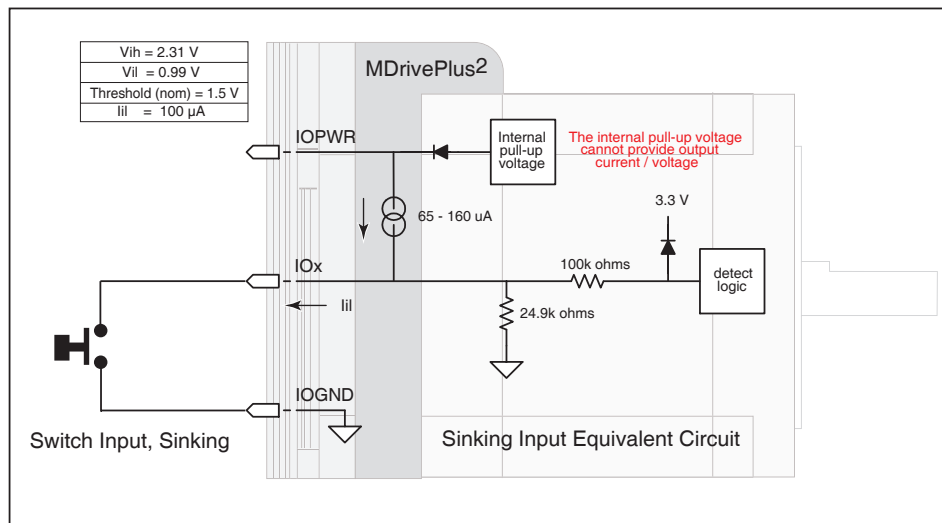 Vih = 2.31 V
Vil = 0.99 V
Threshold (nom) = 1.5 V
Iil = 100 µA
MDrivePlus2
IOPWR
Internal
pull-up
voltage
The internal pull-up voltage
cannot provide output
current / voltage
65 - 160 uA
3.3 V
IOx
100k ohms
detect
logic
Iil
24.9k ohms
IOGND
Switch Input, Sinking
Sinking Input Equivalent Circuit